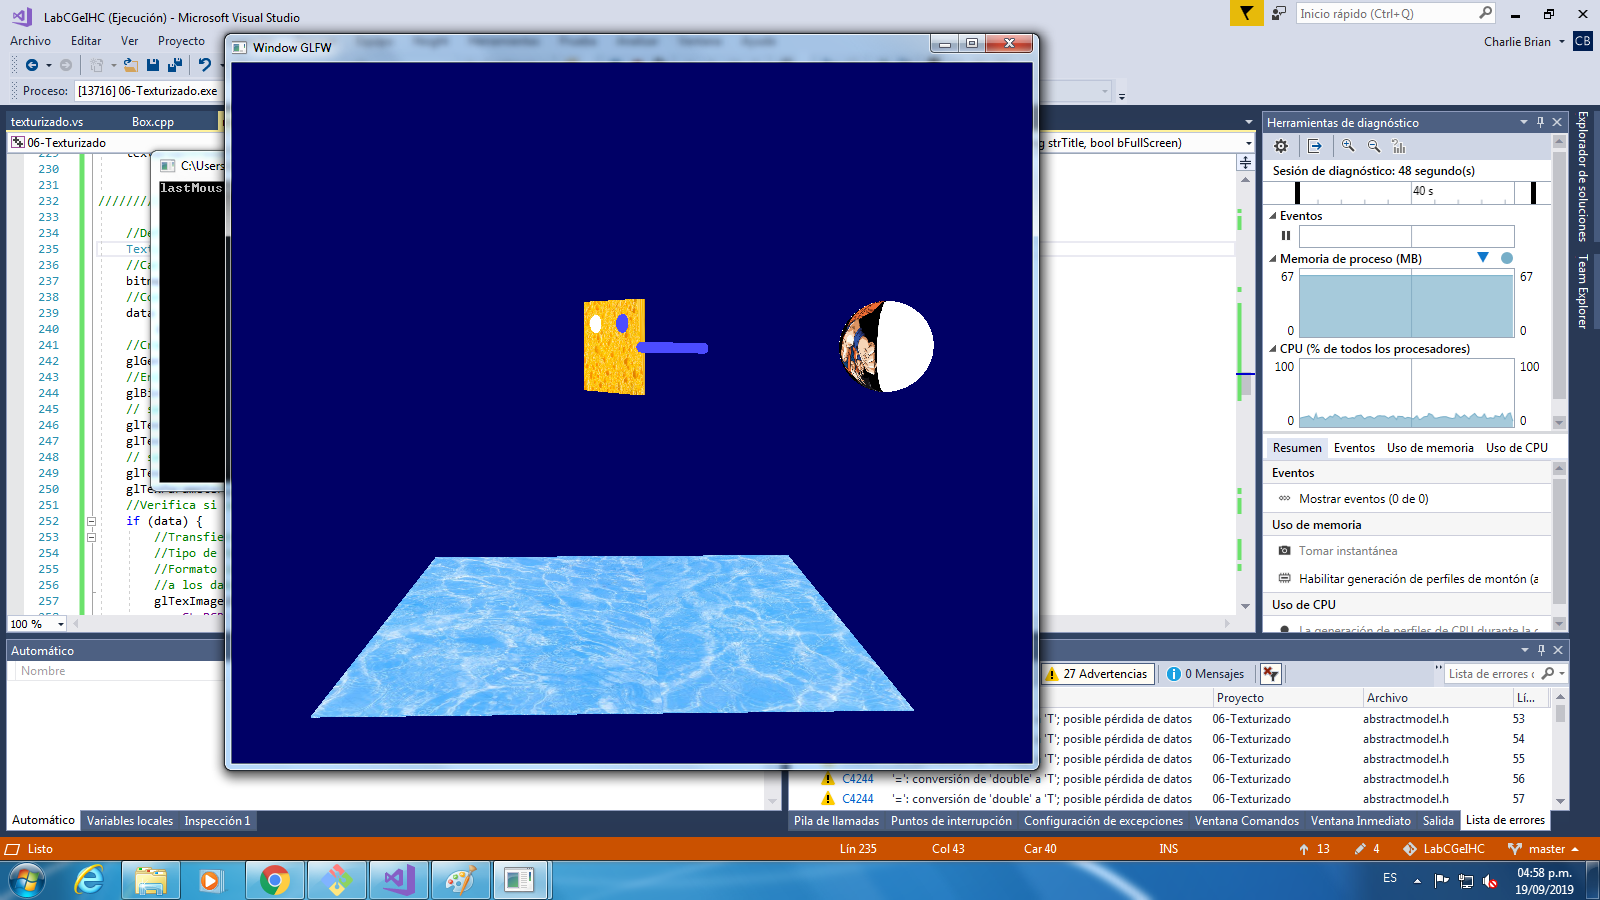 LabCGeIHC (Ejecución) - Microsoft Visual Studio
Inicio rápido (Ctrl+Q)
Archivo Editar Ver Proyecto
Charlie Brian CB
Window GLFW
Proceso: [13716] 06-Texturizado.exe
texturizado.vs Box.cpp
06-Texturizado
strTitle, bool bFullScreen)
C:\Users
lastMous
229
230
231
232 ////////
233
234 //De
235 Text
236 //Ca
237 bitm
238 //Co
239 data
240
241 //Cr
242 glGe
243 //En
244 glBi
245 // s
246 glTe
247 glTe
248 // s
249 glTe
250
251 //Verifica si
252 if (data) {
253 //Transfie
254 //Tipo de
255 //Formato
256 //a los da
257 glTexImage
100 %
Herramientas de diagnóstico
Sesión de diagnóstico: 48 segundo(s)
40 s
Eventos
Memoria de proceso (MB)
67 67
0 0
CPU (% de todos los procesadores)
100 100
0 0
Resumen Eventos Uso de memoria Uso de CPU
Eventos
Mostrar eventos (0 de 0)
Uso de memoria
Tomar instantánea
Habilitar generación de perfiles de montón (a
Uso de CPU
La generación de perfiles de CPU durante la
Explorador de soluciones
Team Explorer
Automático
Nombre
Automático Variables locales Inspección 1
27 Advertencias 0 Mensajes Lista de errores
Proyecto Archivo Lí...
'T'; posible pérdida de datos 06-Texturizado abstractmodel.h 53
'T'; posible pérdida de datos 06-Texturizado abstractmodel.h 54
'T'; posible pérdida de datos 06-Texturizado abstractmodel.h 55
C4244 '=': conversión de 'double' a 'T'; posible pérdida de datos 06-Texturizado abstractmodel.h 56
C4244 '=': conversión de 'double' a 'T'; posible pérdida de datos 06-Texturizado abstractmodel.h 57
Pila de llamadas Puntos de interrupción Configuración de excepciones Ventana Comandos Ventana Inmediato Salida Lista de errores
Listo Lín 235 Col 43 Car 40 INS 13 4 LabCGeIHC master
ES
04:58 p.m.
19/09/2019